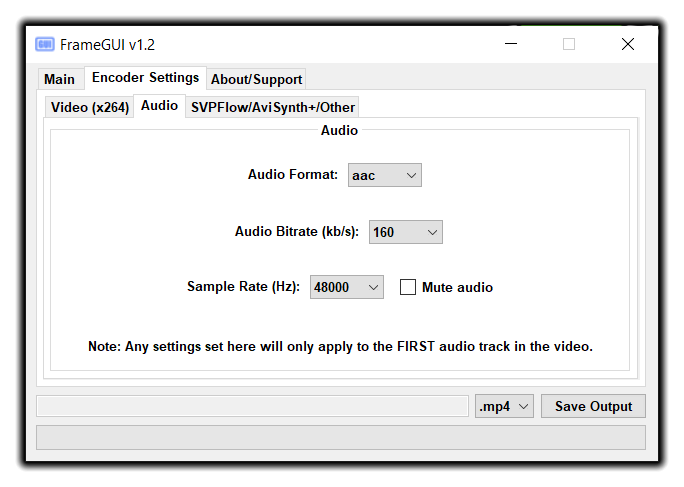 FrameGUI v1.2
Main Encoder Settings About/Support
Video (x264) Audio SVPFlow/AviSynth+/Other
Audio
Audio Format: aac
Audio Bitrate (kb/s): 160
Sample Rate (Hz): 48000 Mute audio
Note: Any settings set here will only apply to the FIRST audio track in the video.
.mp4 Save Output